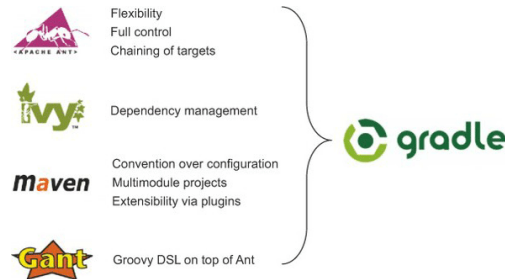 Flexibility
Full control
Chaining of targets
<APACHE ANT>
ivy
TM
Dependency management
gradle
maven
Convention over configuration
Multimodule projects
Extensibility via plugins
Gant
Groovy DSL on top of Ant